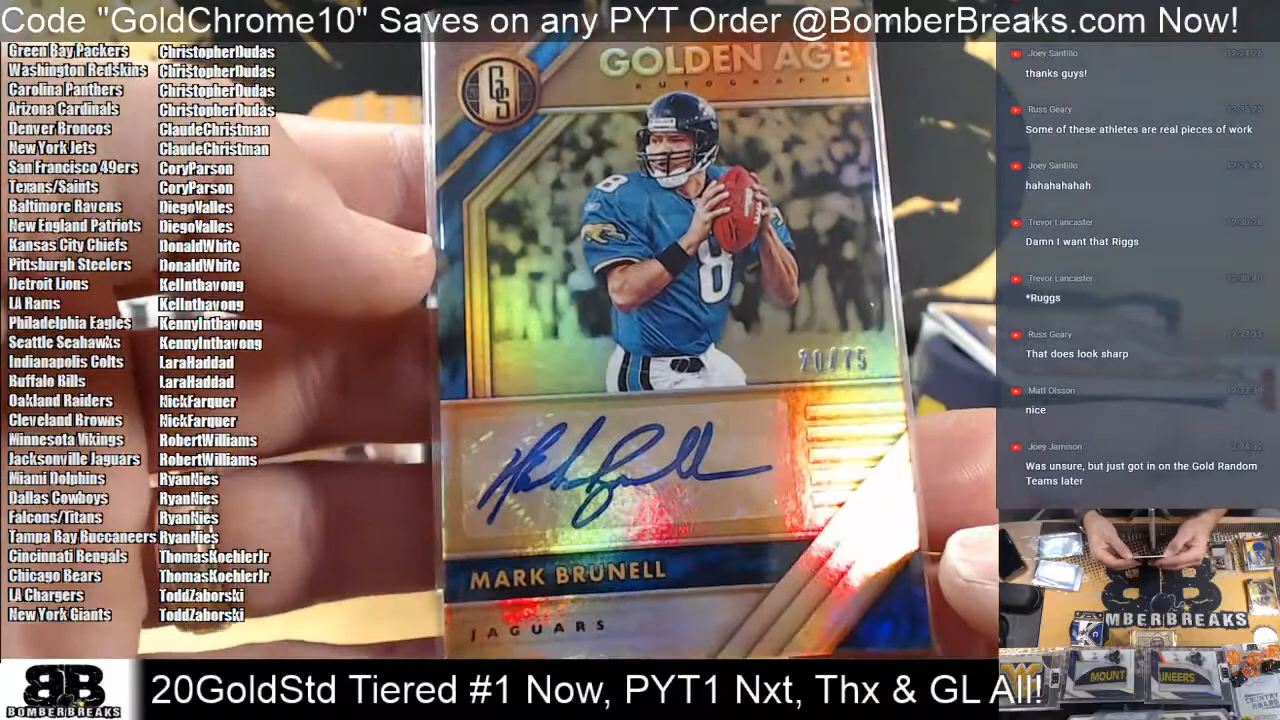 Code "GoldChrome10" Saves on any PYT Order @BomberBreaks.com Now!
Green Bay Packers ChristopherDudas
Washington Redskins ChristopherDudas
Carolina Panthers ChristopherDudas
Arizona Cardinals ChristopherDudas
Denver Broncos ClaudeChristman
New York Jets ClaudeChristman
San Francisco 49ers CoryParson
Texans/Saints CoryParson
Baltimore Ravens DiegoValles
New England Patriots DiegoValles
Kansas City Chiefs DonaldWhite
Pittsburgh Steelers DonaldWhite
Detroit Lions KelInthavong
LA Rams KelInthavong
Philadelphia Eagles KennyInthavong
Seattle Seahawks KennyInthavong
Indianapolis Colts LaraHaddad
Buffalo Bills LaraHaddad
Oakland Raiders NickFarquer
Cleveland Browns NickFarquer
Minnesota Vikings RobertWilliams
Jacksonville Jaguars RobertWilliams
Miami Dolphins RyanNies
Dallas Cowboys RyanNies
Falcons/Titans RyanNies
Tampa Bay Buccaneers RyanNies
Cincinnati Bengals ThomasKoehlerJr
Chicago Bears ThomasKoehlerJr
LA Chargers ToddZaborski
New York Giants ToddZaborski
GS
GOLDEN AGE
AUTOGRAPHS
8
8
20/75
Mark Brunell
MARK BRUNELL
JAGUARS
Joey Santillo
thanks guys!
Russ Geary
Some of these athletes are real pieces of work
Joey Santillo
hahahahahah
Trevor Lancaster
Damn I want that Riggs
Trevor Lancaster
*Ruggs
Russ Geary
That does look sharp
Matt Olsson
nice
Joey Jamison
Was unsure, but just got in on the Gold Random
Teams later
MBERBREAKS
MOUNT
UNEERS
BB
BOMBERBREAKS
20GoldStd Tiered #1 Now, PYT1 Nxt, Thx & GL All!